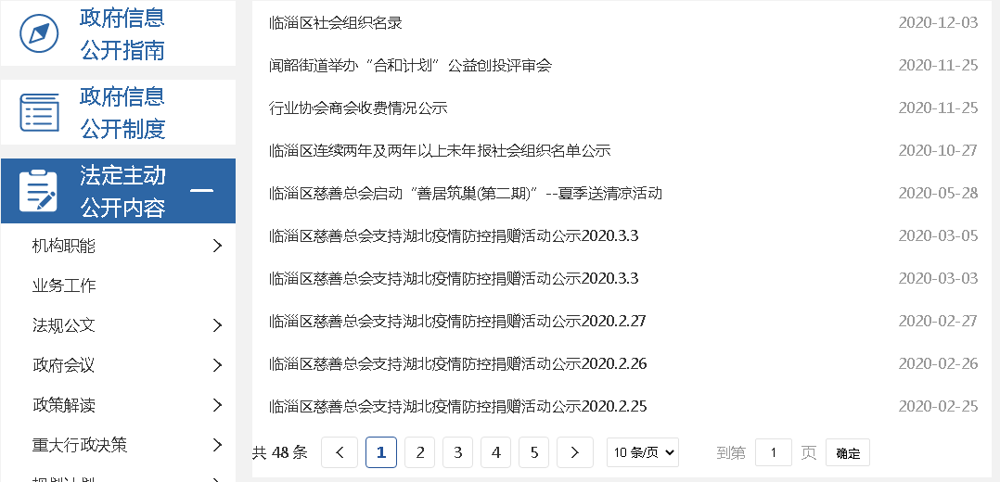 政府信息
公开指南
政府信息
公开制度
法定主动
公开内容
机构职能
业务工作
法规公文
政府会议
政策解读
重大行政决策
规划计划
临淄区社会组织名录 2020-12-03
闻韶街道举办“合和计划”公益创投评审会 2020-11-25
行业协会商会收费情况公示 2020-11-25
临淄区连续两年及两年以上未年报社会组织名单公示 2020-10-27
临淄区慈善总会启动“善居筑巢(第二期)”--夏季送清凉活动 2020-05-28
临淄区慈善总会支持湖北疫情防控捐赠活动公示2020.3.3 2020-03-05
临淄区慈善总会支持湖北疫情防控捐赠活动公示2020.3.3 2020-03-03
临淄区慈善总会支持湖北疫情防控捐赠活动公示2020.2.27 2020-02-27
临淄区慈善总会支持湖北疫情防控捐赠活动公示2020.2.26 2020-02-26
临淄区慈善总会支持湖北疫情防控捐赠活动公示2020.2.25 2020-02-25
共 48 条 1 2 3 4 5 10 条/页 到第 1 页 确定